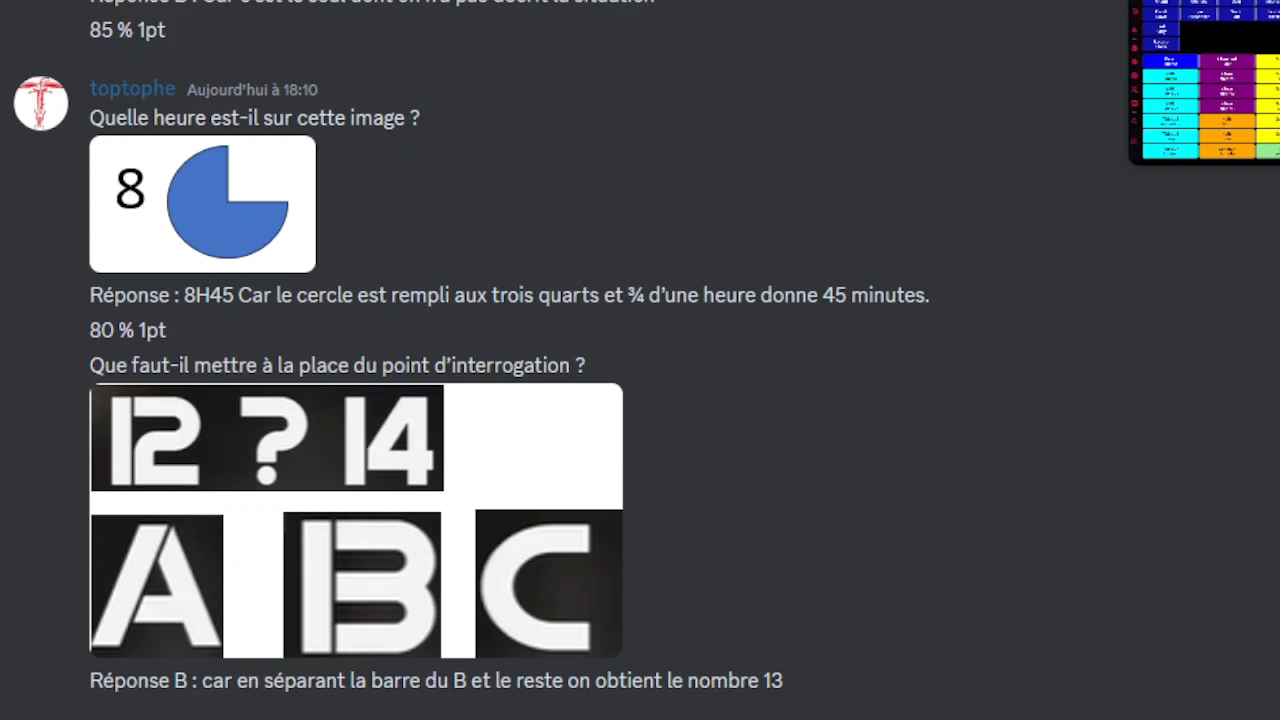 85 % 1pt
toptophe Aujourd’hui à 18:10
Quelle heure est-il sur cette image ?
8
Réponse : 8H45 Car le cercle est rempli aux trois quarts et ¾ d’une heure donne 45 minutes.
80 % 1pt
Que faut-il mettre à la place du point d’interrogation ?
12 ? 14
A B C
Réponse B : car en séparant la barre du B et le reste on obtient le nombre 13